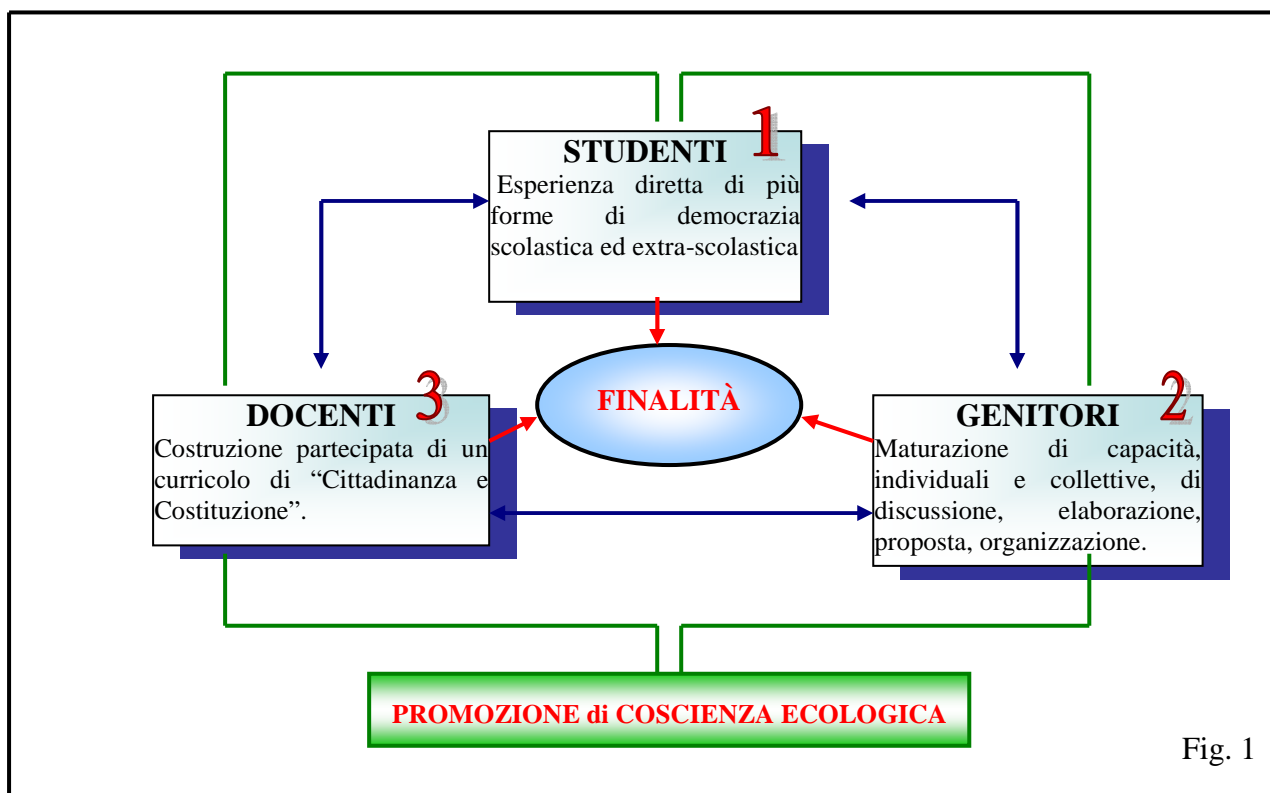 1
STUDENTI
Esperienza diretta di più
forme di democrazia
scolastica ed extra-scolastica
FINALITÀ
3
DOCENTI
Costruzione partecipata di un
curricolo di “Cittadinanza e
Costituzione”.
2
GENITORI
Maturazione di capacità,
individuali e collettive, di
discussione, elaborazione,
proposta, organizzazione.
PROMOZIONE di COSCIENZA ECOLOGICA
Fig. 1